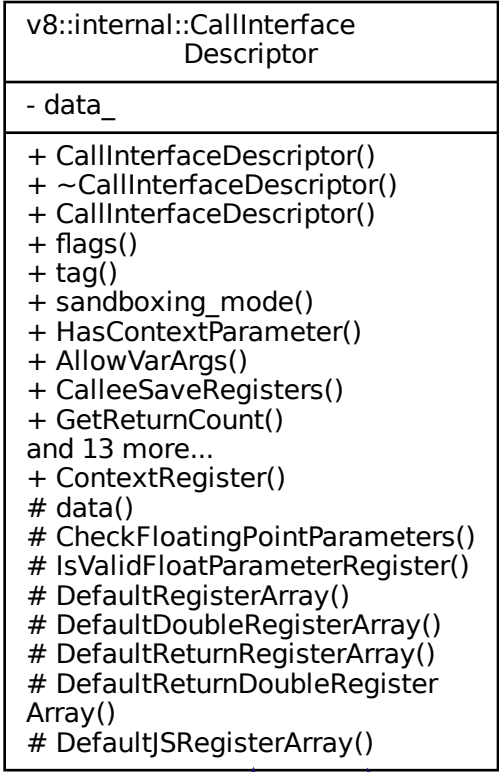 v8::internal::CallInterface
Descriptor
- data_
+ CallInterfaceDescriptor()
+ ~CallInterfaceDescriptor()
+ CallInterfaceDescriptor()
+ flags()
+ tag()
+ sandboxing_mode()
+ HasContextParameter()
+ AllowVarArgs()
+ CalleeSaveRegisters()
+ GetReturnCount()
and 13 more...
+ ContextRegister()
# data()
# CheckFloatingPointParameters()
# IsValidFloatParameterRegister()
# DefaultRegisterArray()
# DefaultDoubleRegisterArray()
# DefaultReturnRegisterArray()
# DefaultReturnDoubleRegister
Array()
# DefaultJSRegisterArray()